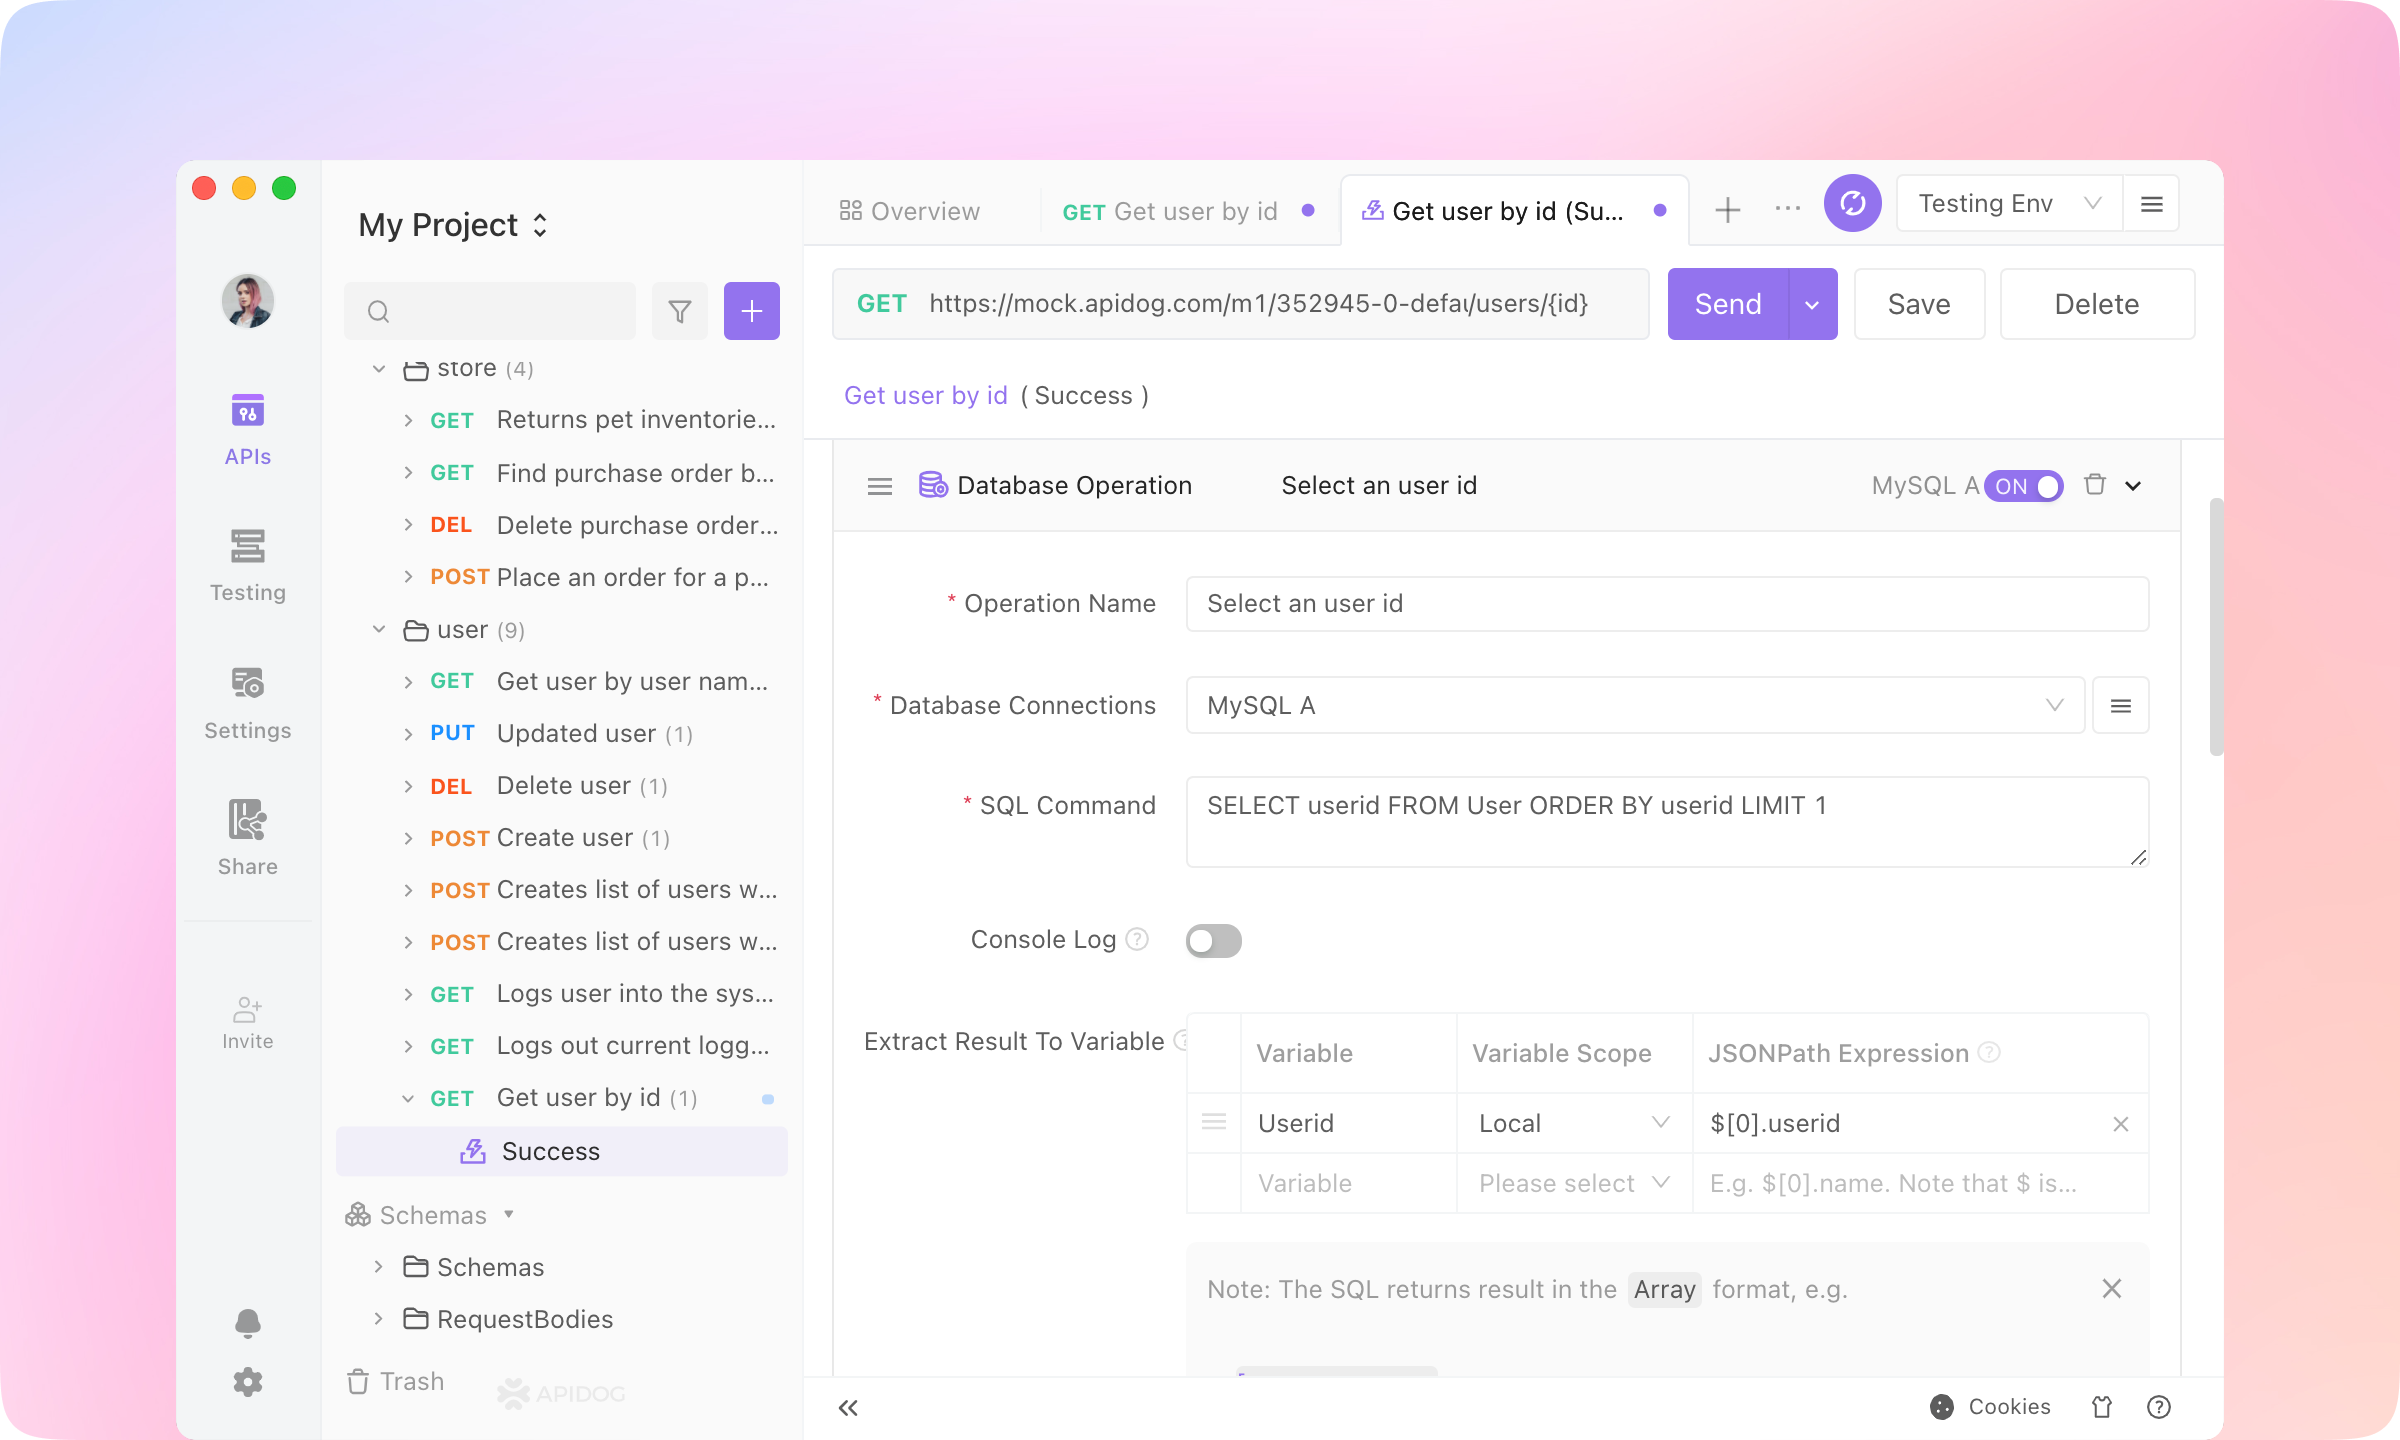 My Project
APIs
Testing
Settings
Share
Invite
store (4)
GET Returns pet inventorie...
GET Find purchase order b...
DEL Delete purchase order...
POST Place an order for a p...
user (9)
GET Get user by user nam...
PUT Updated user (1)
DEL Delete user (1)
POST Create user (1)
POST Creates list of users w...
POST Creates list of users w...
GET Logs user into the sys...
GET Logs out current logg...
GET Get user by id (1)
Success
Schemas
Schemas
RequestBodies
Trash
APIDOG
Overview
GET Get user by id
Get user by id (Su...
Testing Env
GET https://mock.apidog.com/m1/352945-0-defau/users/{id}
Send
Save
Delete
Get user by id ( Success )
Database Operation
Select an user id
MySQL A
ON
* Operation Name
Select an user id
* Database Connections
MySQL A
* SQL Command
SELECT userid FROM User ORDER BY userid LIMIT 1
Console Log ?
Extract Result To Variable ?
Variable
Variable Scope
JSONPath Expression ?
Userid
Local
$[0].userid
Variable
Please select
E.g. $[0].name. Note that $ is...
Note: The SQL returns result in the Array format, e.g.
Cookies
?